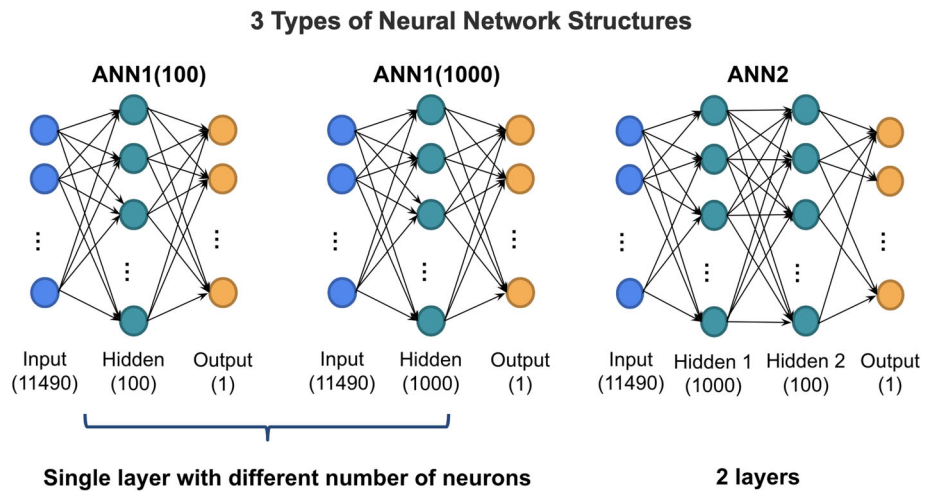 3 Types of Neural Network Structures
ANN1(100)
ANN1(1000)
ANN2
Input
(11490)
Hidden
(100)
Output
(1)
Input
(11490)
Hidden
(1000)
Output
(1)
Input
(11490)
Hidden 1
(1000)
Hidden 2
(100)
Output
(1)
Single layer with different number of neurons
2 layers